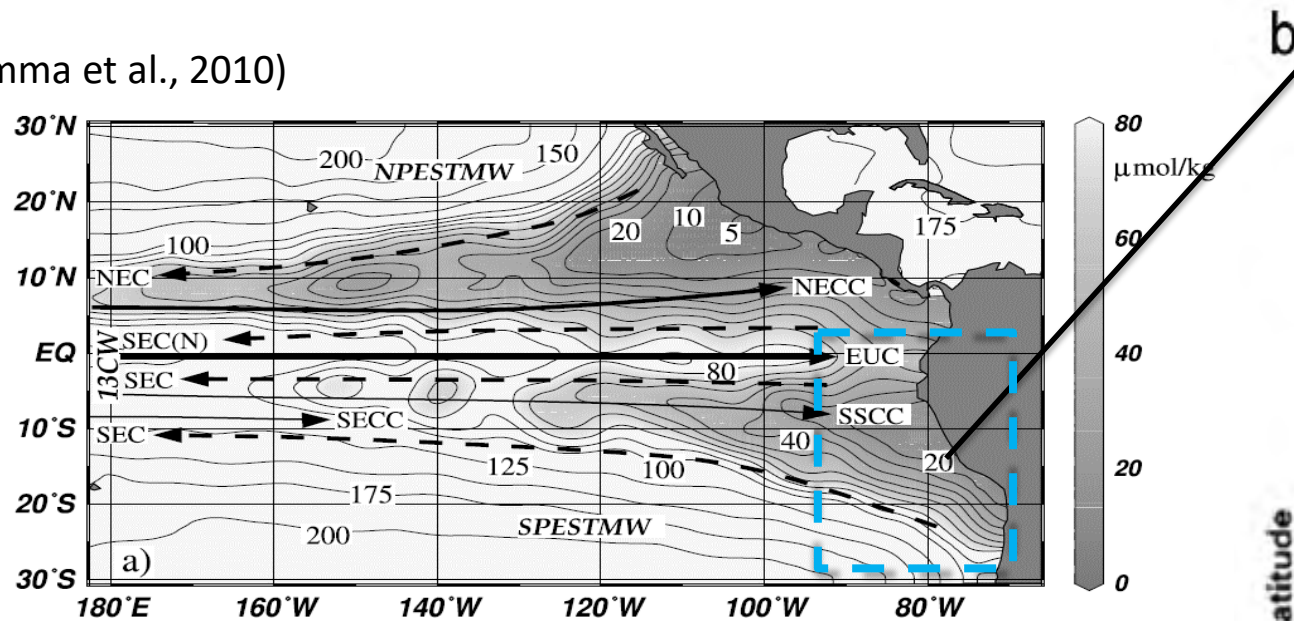 b
mma et al., 2010)
30˚N
20˚N
10˚N
EQ
10˚S
20˚S
30˚S
200
150
NPESTMW
100
20
10
5
175
NEC
NECC
SEC(N)
13CW
EUC
SEC
80
SECC
SSCC
SEC
40
20
125
100
175
200
SPESTMW
a)
180˚E
160˚W
140˚W
120˚W
100˚W
80˚W
80
μmol/kg
60
40
20
0
atitude